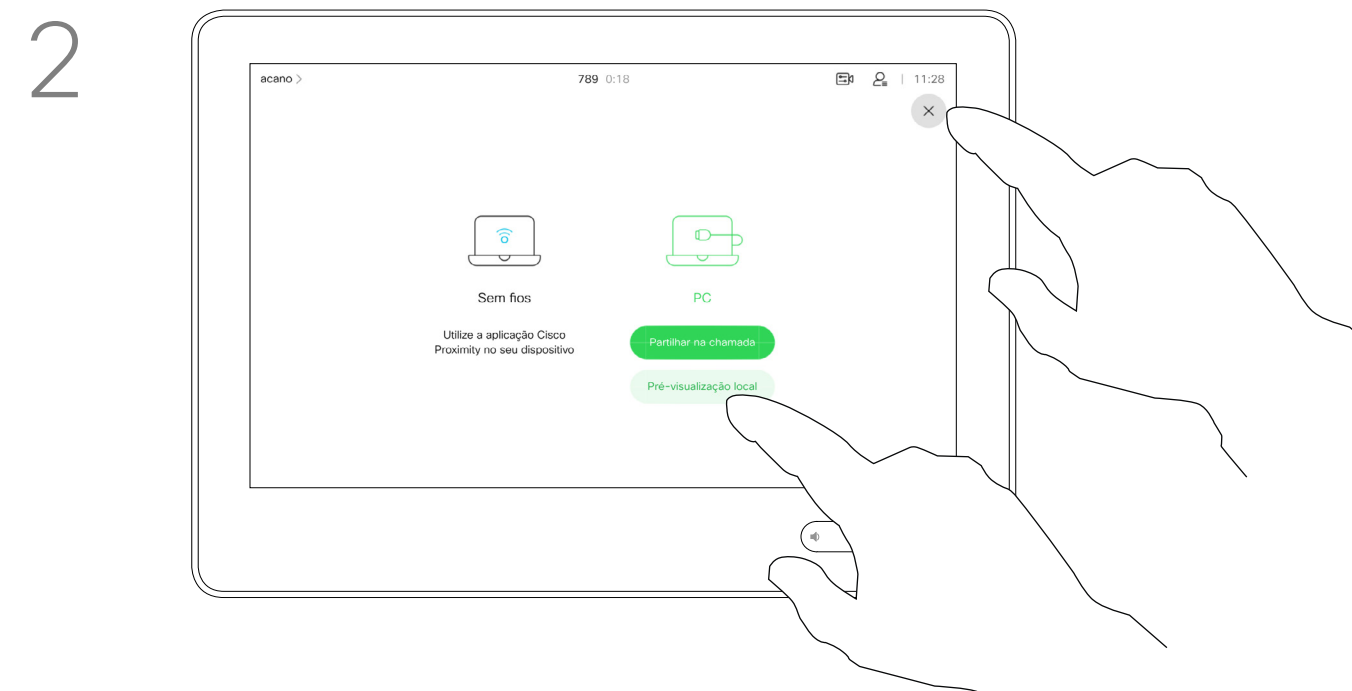 2
acano >
789 0:18
11:28
Sem fios
Utilize a aplicação Cisco
Proximity no seu dispositivo
PC
Partilhar na chamada
Pré-visualização local